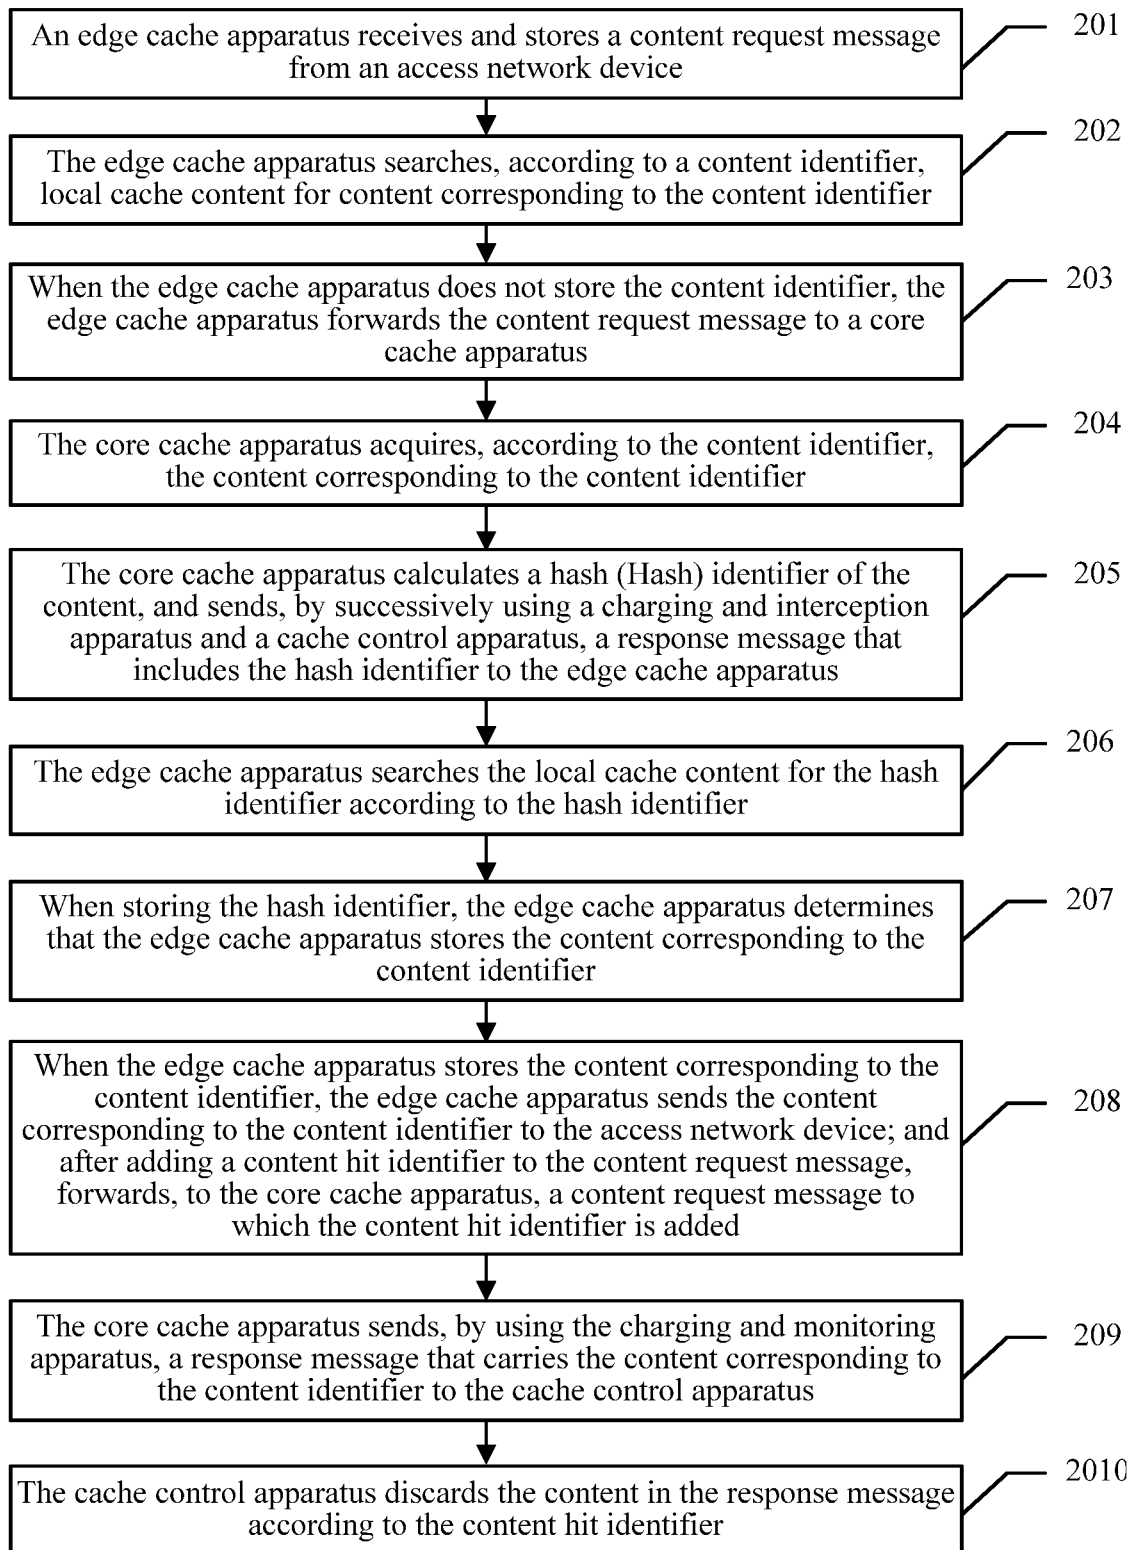 An edge cache apparatus receives and stores a content request message
from an access network device
201
The edge cache apparatus searches, according to a content identifier,
local cache content for content corresponding to the content identifier
202
When the edge cache apparatus does not store the content identifier, the
edge cache apparatus forwards the content request message to a core
cache apparatus
203
The core cache apparatus acquires, according to the content identifier,
the content corresponding to the content identifier
204
The core cache apparatus calculates a hash (Hash) identifier of the
content, and sends, by successively using a charging and interception
apparatus and a cache control apparatus, a response message that
includes the hash identifier to the edge cache apparatus
205
The edge cache apparatus searches the local cache content for the hash
identifier according to the hash identifier
206
When storing the hash identifier, the edge cache apparatus determines
that the edge cache apparatus stores the content corresponding to the
content identifier
207
When the edge cache apparatus stores the content corresponding to the
content identifier, the edge cache apparatus sends the content
corresponding to the content identifier to the access network device; and
after adding a content hit identifier to the content request message,
forwards, to the core cache apparatus, a content request message to
which the content hit identifier is added
208
The core cache apparatus sends, by using the charging and monitoring
apparatus, a response message that carries the content corresponding to
the content identifier to the cache control apparatus
209
The cache control apparatus discards the content in the response message
according to the content hit identifier
2010